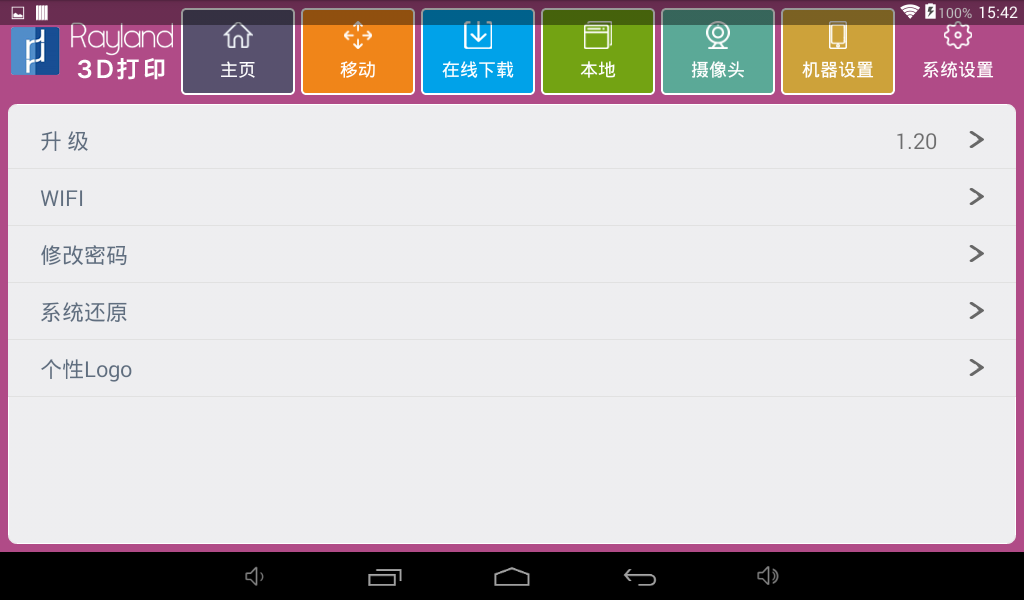 100% 15:42
Rayland
3D打印
主页
移动
在线下载
本地
摄像头
机器设置
系统设置
升 级 1.20
WIFI
修改密码
系统还原
个性Logo